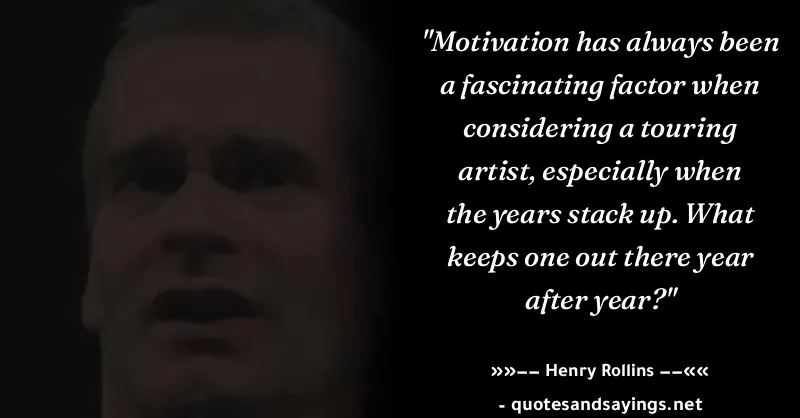 "Motivation has always been
a fascinating factor when
considering a touring
artist, especially when
the years stack up. What
keeps one out there year
after year?"
»»−− Henry Rollins −−««
- quotesandsayings.net